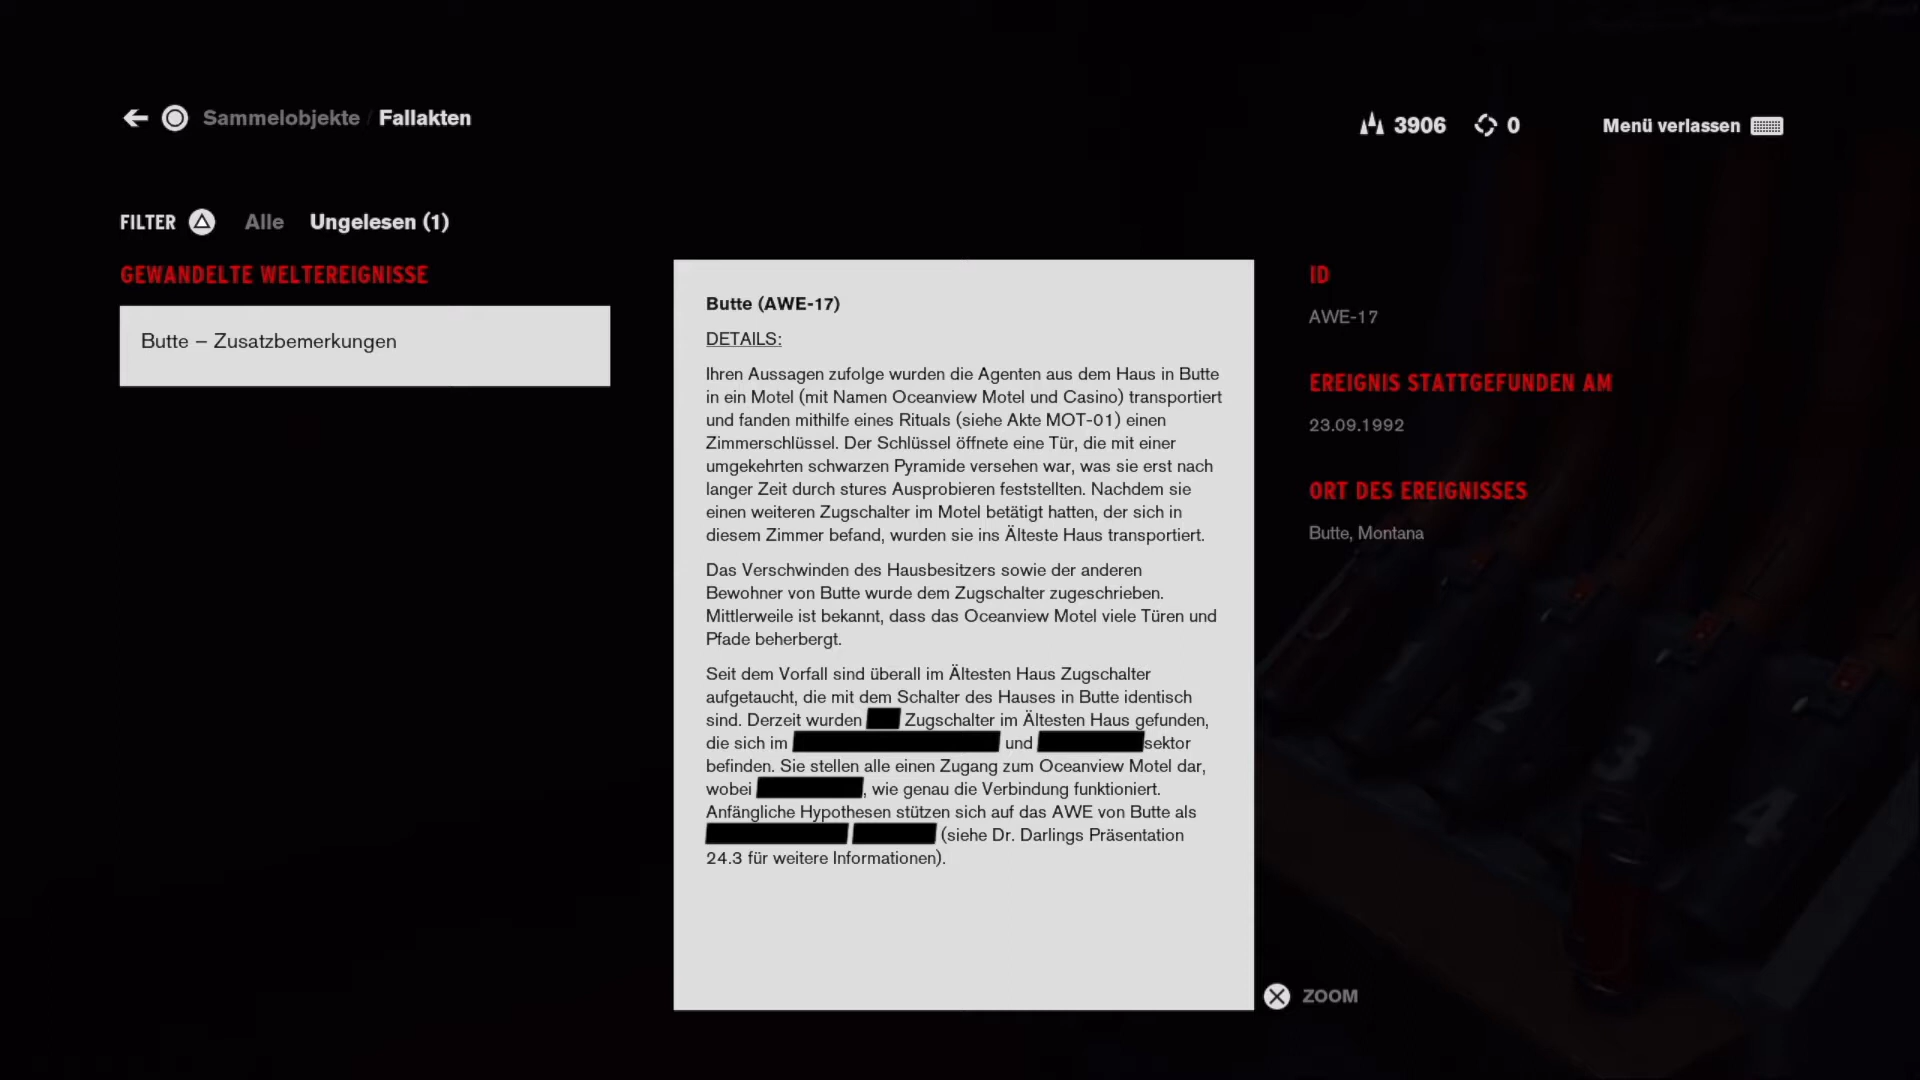 Sammelobjekte / Fallakten
3906
0
Menü verlassen
FILTER Alle Ungelesen (1)
GEWANDELTE WELTEREIGNISSE
Butte – Zusatzbemerkungen
Butte (AWE-17)
DETAILS:
Ihren Aussagen zufolge wurden die Agenten aus dem Haus in Butte
in ein Motel (mit Namen Oceanview Motel und Casino) transportiert
und fanden mithilfe eines Rituals (siehe Akte MOT-01) einen
Zimmerschlüssel. Der Schlüssel öffnete eine Tür, die mit einer
umgekehrten schwarzen Pyramide versehen war, was sie erst nach
langer Zeit durch stures Ausprobieren feststellten. Nachdem sie
einen weiteren Zugschalter im Motel betätigt hatten, der sich in
diesem Zimmer befand, wurden sie ins Älteste Haus transportiert.
Das Verschwinden des Hausbesitzers sowie der anderen
Bewohner von Butte wurde dem Zugschalter zugeschrieben.
Mittlerweile ist bekannt, dass das Oceanview Motel viele Türen und
Pfade beherbergt.
Seit dem Vorfall sind überall im Ältesten Haus Zugschalter
aufgetaucht, die mit dem Schalter des Hauses in Butte identisch
sind. Derzeit wurden Zugschalter im Ältesten Haus gefunden,
die sich im und sektor
befinden. Sie stellen alle einen Zugang zum Oceanview Motel dar,
wobei , wie genau die Verbindung funktioniert.
Anfängliche Hypothesen stützen sich auf das AWE von Butte als
(siehe Dr. Darlings Präsentation
24.3 für weitere Informationen).
ID
AWE-17
EREIGNIS STATTGEFUNDEN AM
23.09.1992
ORT DES EREIGNISSES
Butte, Montana
2
3
4
ZOOM